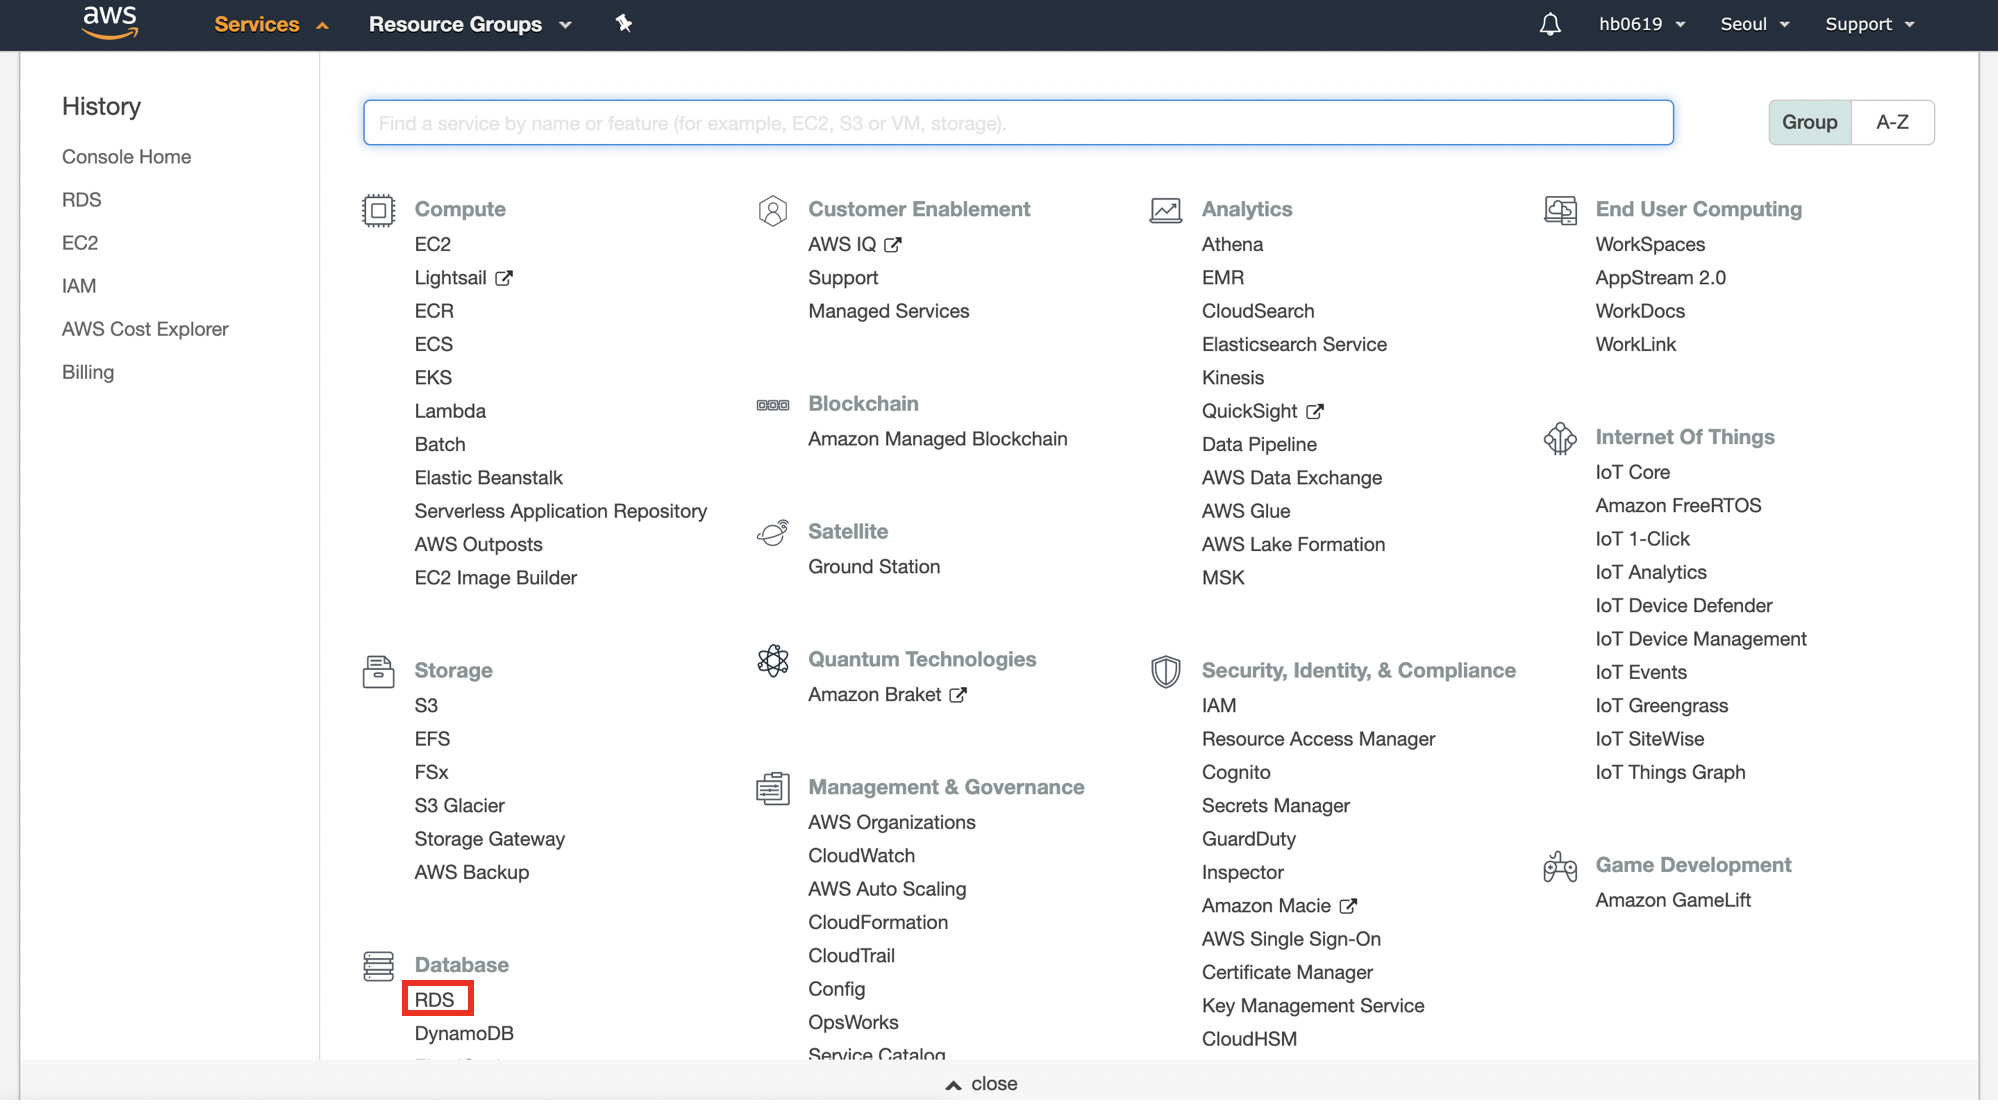 aws
Services
Resource Groups
hb0619
Seoul
Support
History
Console Home
RDS
EC2
IAM
AWS Cost Explorer
Billing
Find a service by name or feature (for example, EC2, S3 or VM, storage).
Group
A-Z
Compute
EC2
Lightsail
ECR
ECS
EKS
Lambda
Batch
Elastic Beanstalk
Serverless Application Repository
AWS Outposts
EC2 Image Builder
Storage
S3
EFS
FSx
S3 Glacier
Storage Gateway
AWS Backup
Database
RDS
DynamoDB
Customer Enablement
AWS IQ
Support
Managed Services
Blockchain
Amazon Managed Blockchain
Satellite
Ground Station
Quantum Technologies
Amazon Braket
Management & Governance
AWS Organizations
CloudWatch
AWS Auto Scaling
CloudFormation
CloudTrail
Config
OpsWorks
Service Catalog
Analytics
Athena
EMR
CloudSearch
Elasticsearch Service
Kinesis
QuickSight
Data Pipeline
AWS Data Exchange
AWS Glue
AWS Lake Formation
MSK
Security, Identity, & Compliance
IAM
Resource Access Manager
Cognito
Secrets Manager
GuardDuty
Inspector
Amazon Macie
AWS Single Sign-On
Certificate Manager
Key Management Service
CloudHSM
End User Computing
WorkSpaces
AppStream 2.0
WorkDocs
WorkLink
Internet Of Things
IoT Core
Amazon FreeRTOS
IoT 1-Click
IoT Analytics
IoT Device Defender
IoT Device Management
IoT Events
IoT Greengrass
IoT SiteWise
IoT Things Graph
Game Development
Amazon GameLift
close